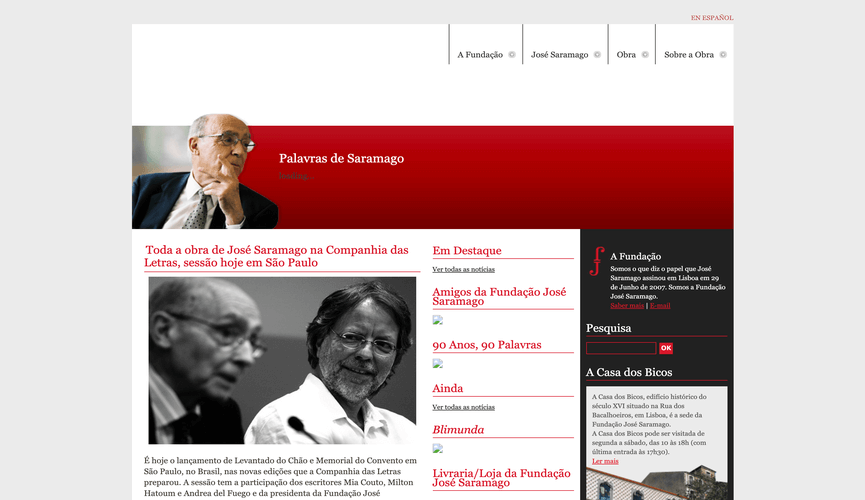 EN ESPAÑOL
A Fundação
José Saramago
Obra
Sobre a Obra
Palavras de Saramago
loading...
Toda a obra de José Saramago na Companhia das
Letras, sessão hoje em São Paulo
É hoje o lançamento de Levantado do Chão e Memorial do Convento em
São Paulo, no Brasil, nas novas edições que a Companhia das Letras
preparou. A sessão tem a participação dos escritores Mia Couto, Milton
Hatoum e Andrea del Fuego e da presidenta da Fundação José
Em Destaque
Ver todas as notícias
Amigos da Fundação José
Saramago
90 Anos, 90 Palavras
Ainda
Ver todas as notícias
Blimunda
Livraria/Loja da Fundação
José Saramago
A Fundação
Somos o que diz o papel que José
Saramago assinou em Lisboa em 29
de Junho de 2007. Somos a Fundação
José Saramago.
Saber mais | E-mail
Pesquisa
OK
A Casa dos Bicos
A Casa dos Bicos, edifício histórico do
século XVI situado na Rua dos
Bacalhoeiros, em Lisboa, é a sede da
Fundação José Saramago.
A Casa dos Bicos pode ser visitada de
segunda a sábado, das 10 às 18h (com
última entrada às 17h30).
Ler mais